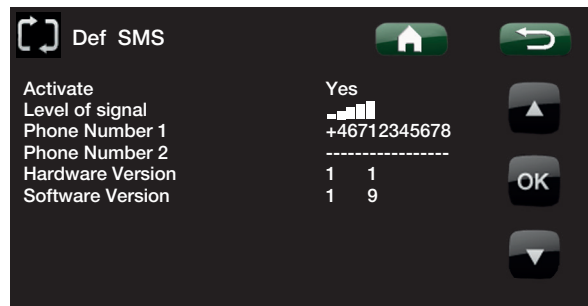 Def SMS
Activate Yes
Level of signal
Phone Number 1 +46712345678
Phone Number 2 -----------------
Hardware Version 1 1
Software Version 1 9
OK